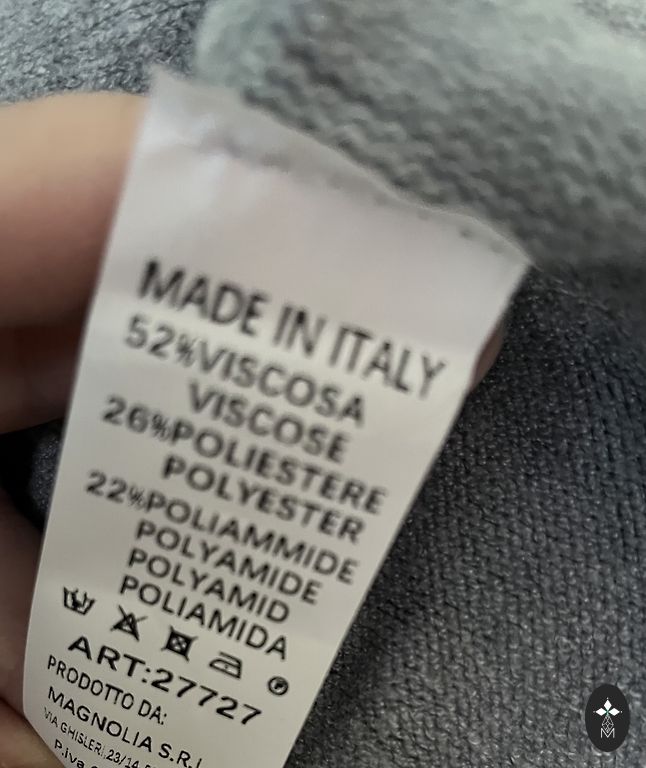 MADE IN ITALY
52%VISCOSA
VISCOSE
26%POLIESTERE
POLYESTER
22%POLIAMMIDE
POLYAMIDE
POLYAMID
POLIAMIDA
P
ART:27727
PRODOTTO DA:
MAGNOLIA S.R.l
VIA GHISLERI, 23/14
P.iva
M